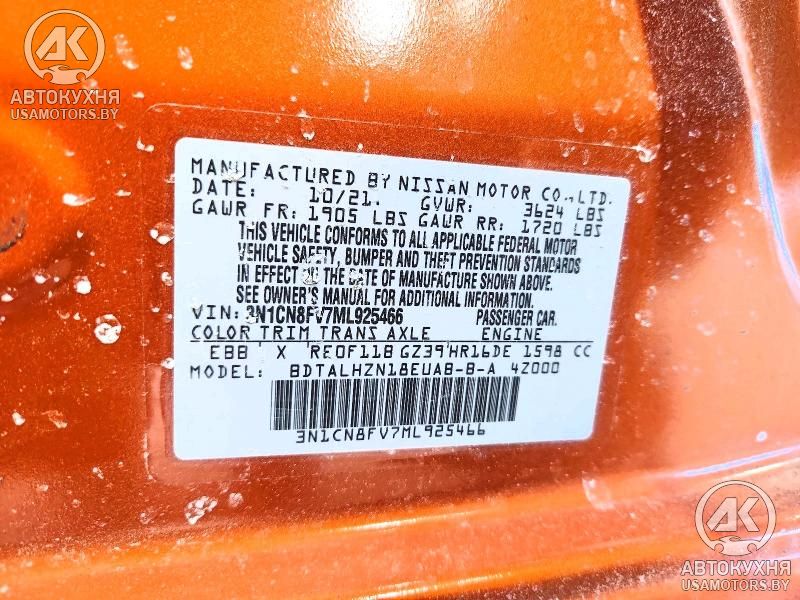 АК
АВТОКУХНЯ
USAMOTORS.BY
MANUFACTURED BY NISSAN MOTOR CO.,LTD.
DATE: 10/21. GVWR: 3624 LBS
GAWR FR: 1905 LBS GAWR RR: 1720 LBS
THIS VEHICLE CONFORMS TO ALL APPLICABLE FEDERAL MOTOR
VEHICLE SAFETY, BUMPER AND THEFT PREVENTION STANDARDS
IN EFFECT ON THE DATE OF MANUFACTURE SHOWN ABOVE.
SEE OWNER'S MANUAL FOR ADDITIONAL INFORMATION.
VIN: 3N1CN8FV7ML925466 PASSENGER CAR.
COLOR TRIM TRANS AXLE ENGINE
EBB X RE0F11B GZ39 HR16DE 1598 CC
MODEL: BDTALHZN18EUAB-B-A 4Z000
3N1CN8FV7ML925466
АК
АВТОКУХНЯ
USAMOTORS.BY